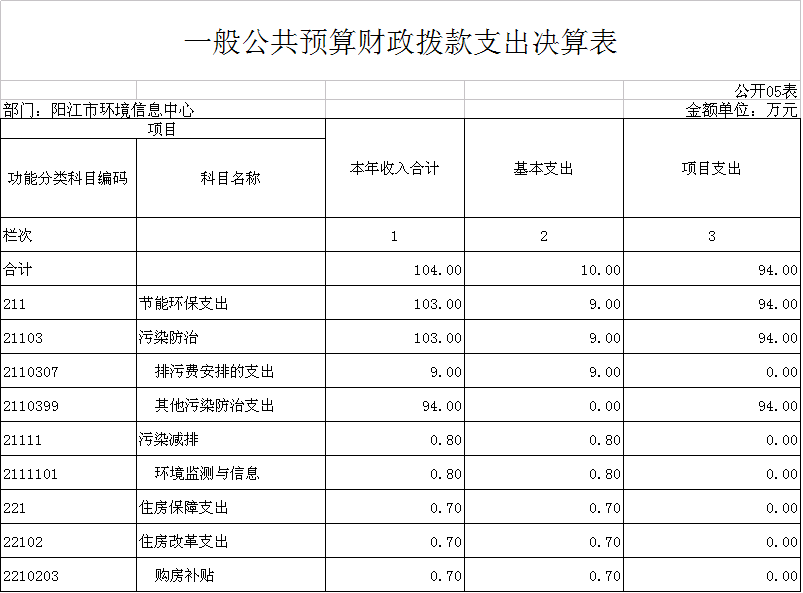 一般公共预算财政拨款支出决算表
公开05表
部门：阳江市环境信息中心 金额单位：万元
项目 本年收入合计 基本支出 项目支出
功能分类科目编码 科目名称
栏次 1 2 3
合计 104.00 10.00 94.00
211 节能环保支出 103.00 9.00 94.00
21103 污染防治 103.00 9.00 94.00
2110307 排污费安排的支出 9.00 9.00 0.00
2110399 其他污染防治支出 94.00 0.00 94.00
21111 污染减排 0.80 0.80 0.00
2111101 环境监测与信息 0.80 0.80 0.00
221 住房保障支出 0.70 0.70 0.00
22102 住房改革支出 0.70 0.70 0.00
2210203 购房补贴 0.70 0.70 0.00